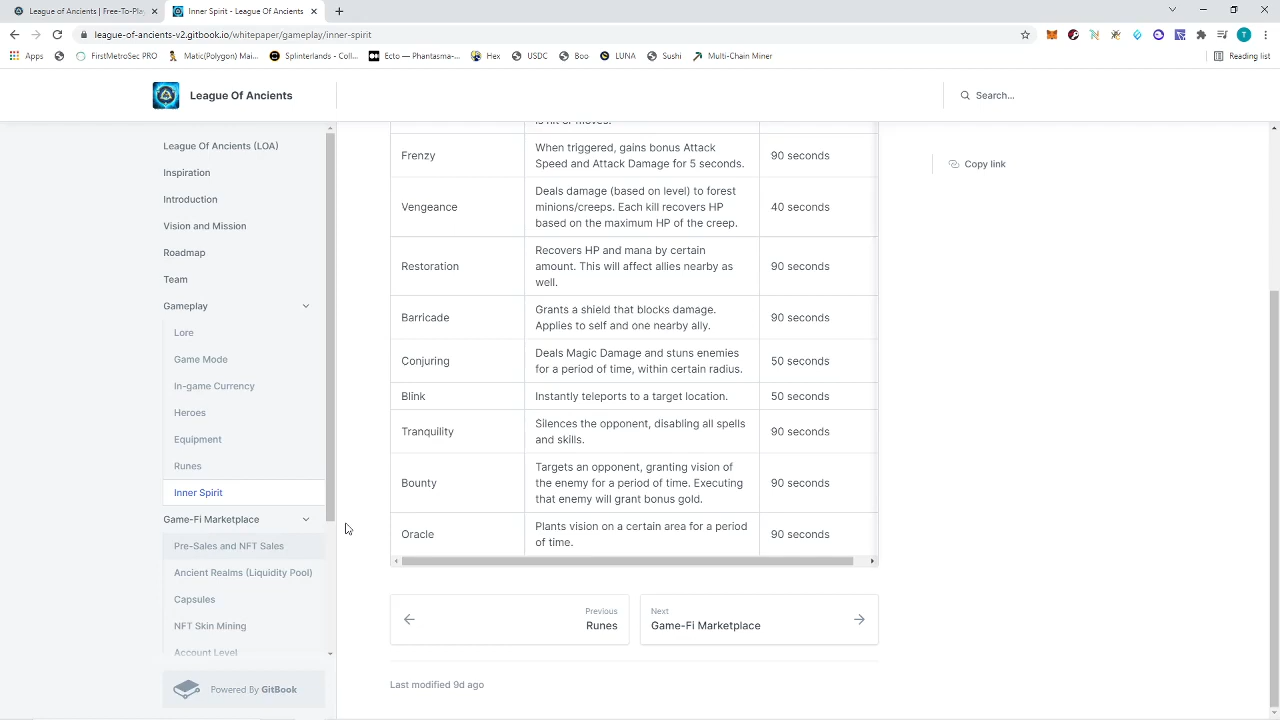 League of Ancients | Free-To-Play
Inner Spirit - League of Ancients
league-of-ancients-v2.gitbook.io/whitepaper/gameplay/inner-spirit
Apps
FirstMetroSec PRO
Matic(Polygon) Mai...
Splinterlands - Coll...
Ecto — Phantasma-...
Hex
USDC
Boo
LUNA
Sushi
Multi-Chain Miner
Reading list
League Of Ancients
Search...
League Of Ancients (LOA)
Inspiration
Introduction
Vision and Mission
Roadmap
Team
Gameplay
Lore
Game Mode
In-game Currency
Heroes
Equipment
Runes
Inner Spirit
Game-Fi Marketplace
Pre-Sales and NFT Sales
Ancient Realms (Liquidity Pool)
Capsules
NFT Skin Mining
Account Level
Powered By GitBook
is hit or moves.
Frenzy
When triggered, gains bonus Attack
Speed and Attack Damage for 5 seconds.
90 seconds
Vengeance
Deals damage (based on level) to forest
minions/creeps. Each kill recovers HP
based on the maximum HP of the creep.
40 seconds
Restoration
Recovers HP and mana by certain
amount. This will affect allies nearby as
well.
90 seconds
Barricade
Grants a shield that blocks damage.
Applies to self and one nearby ally.
90 seconds
Conjuring
Deals Magic Damage and stuns enemies
for a period of time, within certain radius.
50 seconds
Blink
Instantly teleports to a target location.
50 seconds
Tranquility
Silences the opponent, disabling all spells
and skills.
90 seconds
Bounty
Targets an opponent, granting vision of
the enemy for a period of time. Executing
that enemy will grant bonus gold.
90 seconds
Oracle
Plants vision on a certain area for a period
of time.
90 seconds
Previous
Runes
Next
Game-Fi Marketplace
Last modified 9d ago
Copy link
T